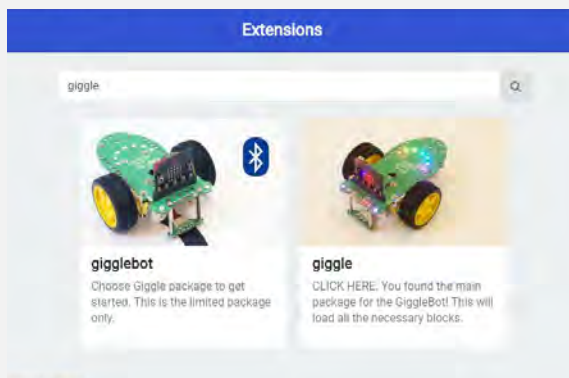 Extensions
giggle
gigglebot
giggle
Choose Giggle package to get
started. This is the limited package
only.
CLICK HERE. You found the main
package for the GiggleBot! This will
load all the necessary blocks.